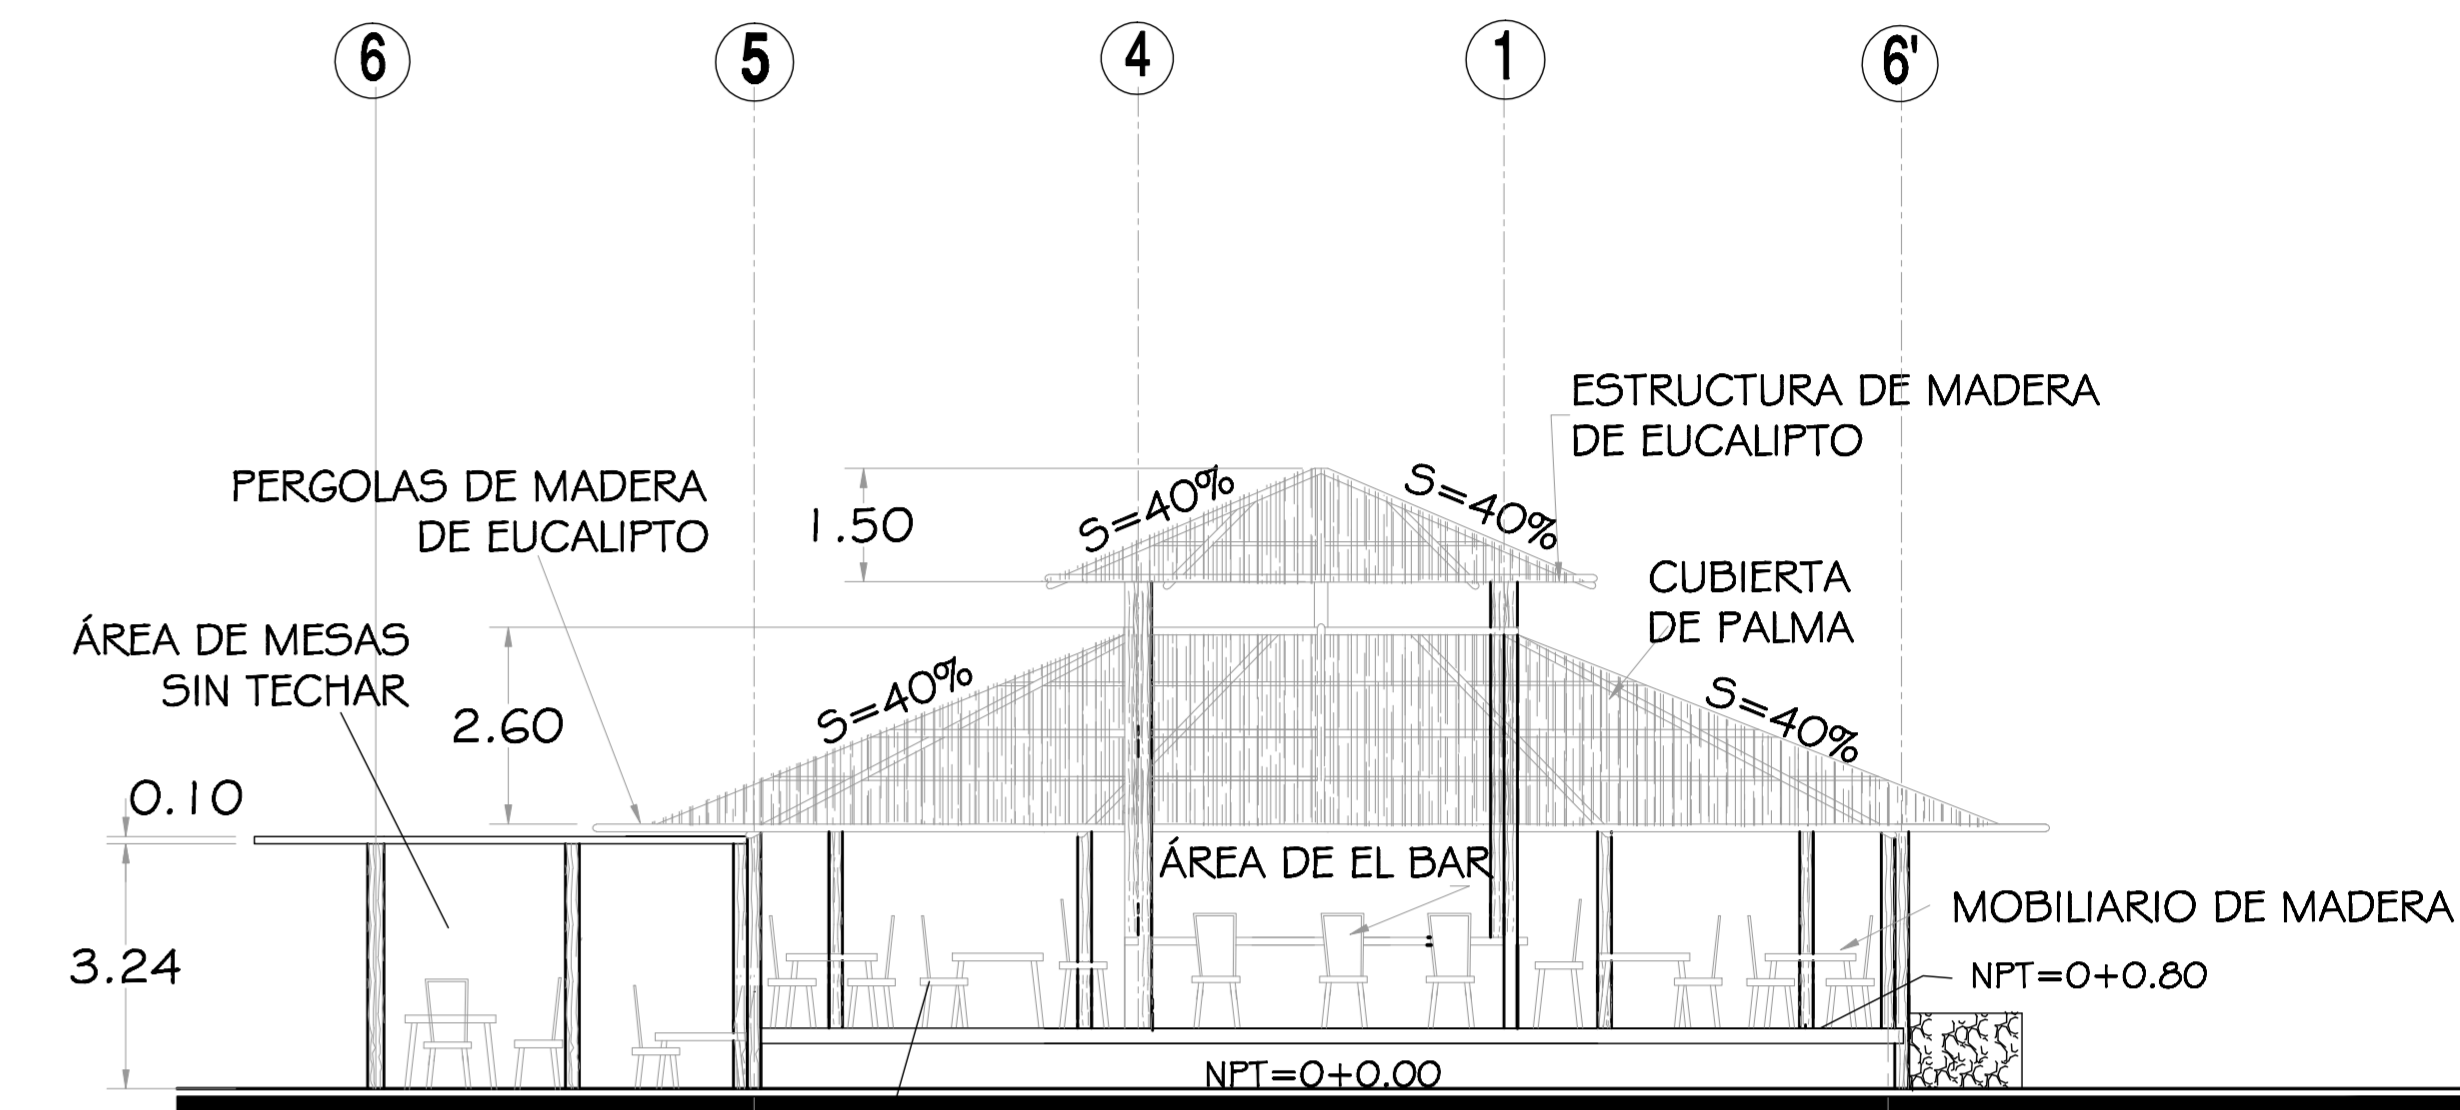 6
5
4
1
6'
ESTRUCTURA DE MADERA
DE EUCALIPTO
PERGOLAS DE MADERA
DE EUCALIPTO
1.50
S=40%
S=40%
CUBIERTA
DE PALMA
ÁREA DE MESAS
SIN TECHAR
2.60
S=40%
S=40%
0.10
ÁREA DE EL BAR
MOBILIARIO DE MADERA
3.24
NPT=0+0.80
NPT=0+0.00